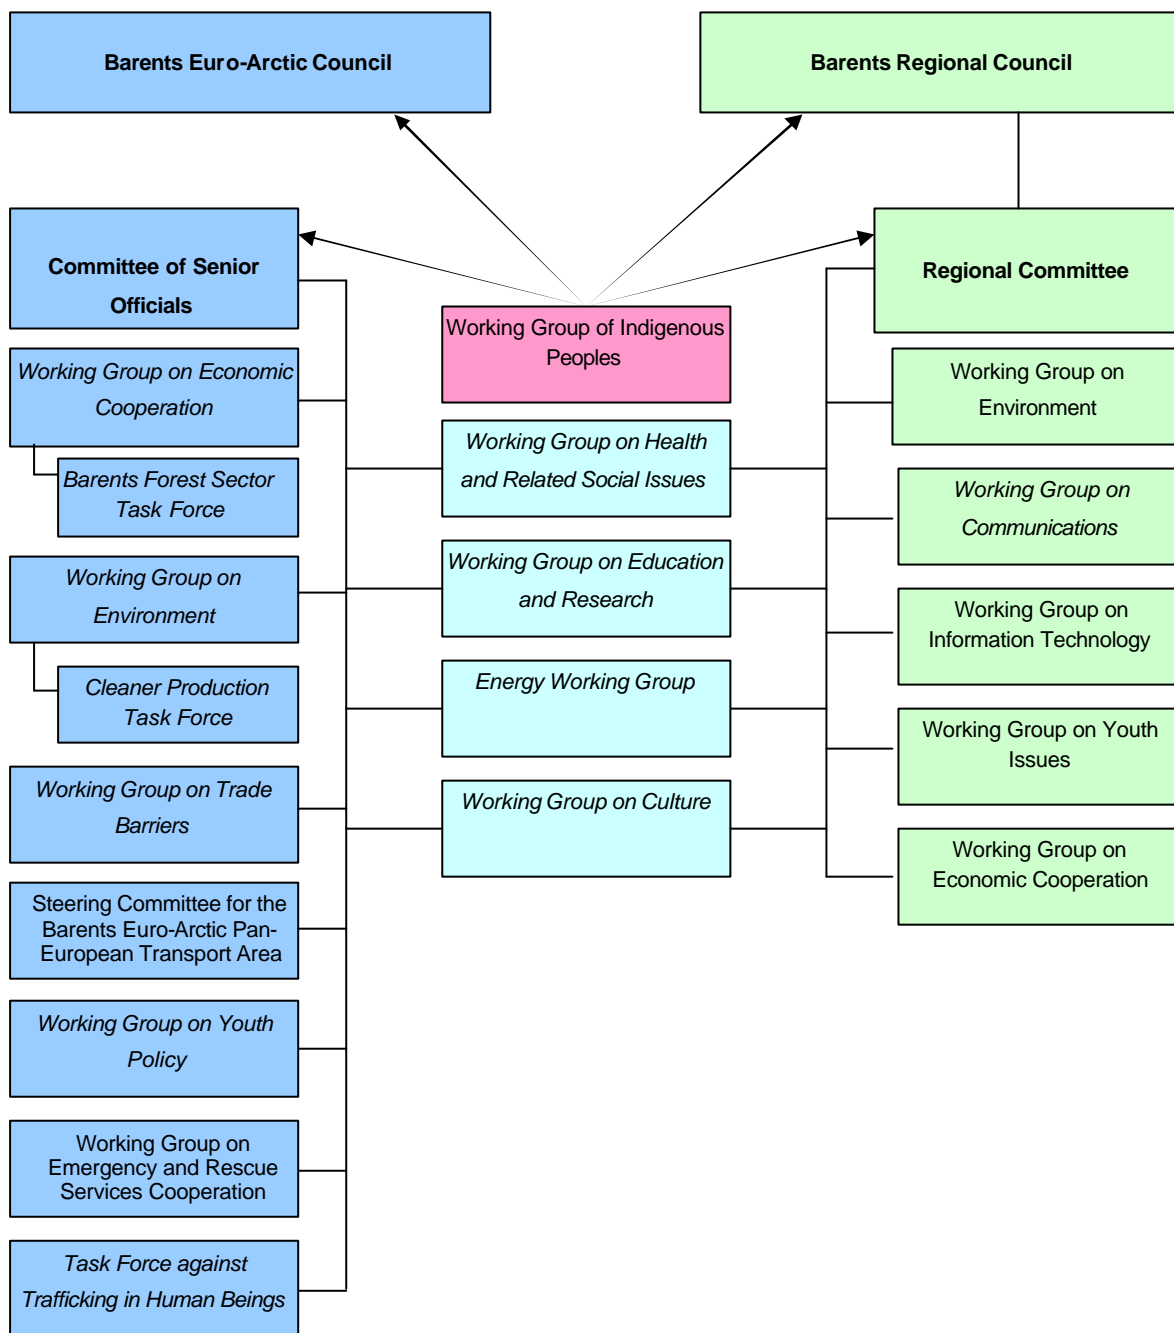 Barents Euro-Arctic Council
Barents Regional Council
Committee of Senior
Officials
Regional Committee
Working Group of Indigenous
Peoples
Working Group on Economic
Cooperation
Barents Forest Sector
Task Force
Working Group on
Environment
Cleaner Production
Task Force
Working Group on Trade
Barriers
Steering Committee for the
Barents Euro-Arctic Pan-
European Transport Area
Working Group on Youth
Policy
Working Group on
Emergency and Rescue
Services Cooperation
Task Force against
Trafficking in Human Beings
Working Group on Health
and Related Social Issues
Working Group on Education
and Research
Energy Working Group
Working Group on Culture
Working Group on
Environment
Working Group on
Communications
Working Group on
Information Technology
Working Group on Youth
Issues
Working Group on
Economic Cooperation